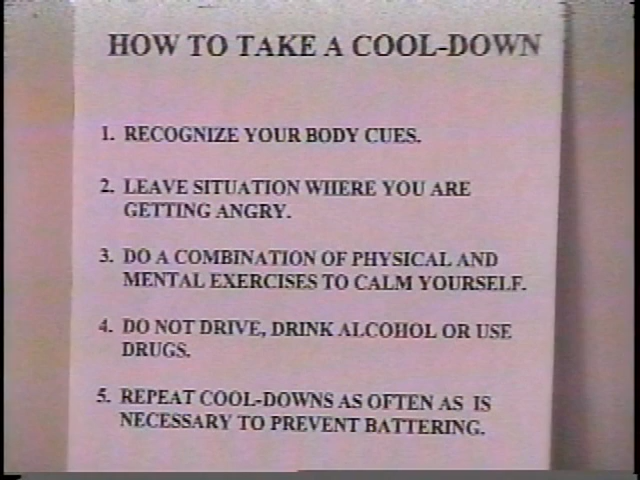 HOW TO TAKE A COOL-DOWN
1. RECOGNIZE YOUR BODY CUES.
2. LEAVE SITUATION WHERE YOU ARE
GETTING ANGRY.
3. DO A COMBINATION OF PHYSICAL AND
MENTAL EXERCISES TO CALM YOURSELF.
4. DO NOT DRIVE, DRINK ALCOHOL OR USE
DRUGS.
5. REPEAT COOL-DOWNS AS OFTEN AS IS
NECESSARY TO PREVENT BATTERING.